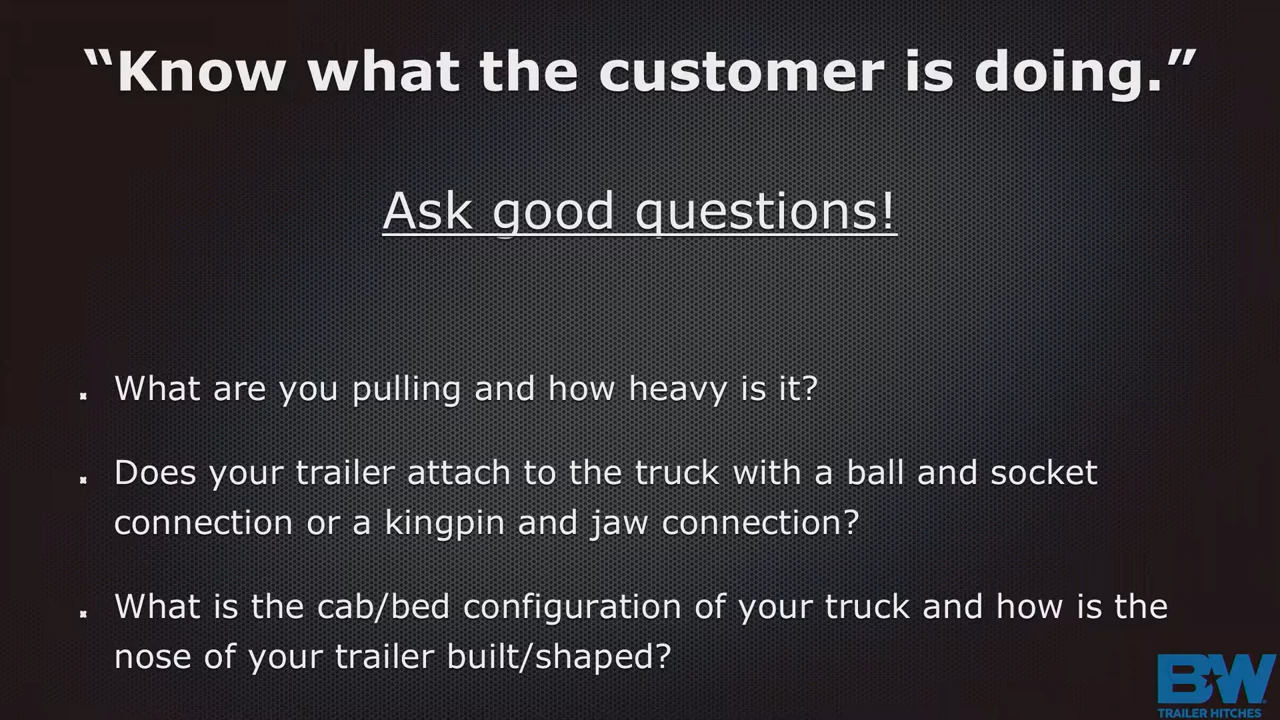 “Know what the customer is doing.”
Ask good questions!
What are you pulling and how heavy is it?
Does your trailer attach to the truck with a ball and socket
connection or a kingpin and jaw connection?
What is the cab/bed configuration of your truck and how is the
nose of your trailer built/shaped?
B&W
TRAILER HITCHES